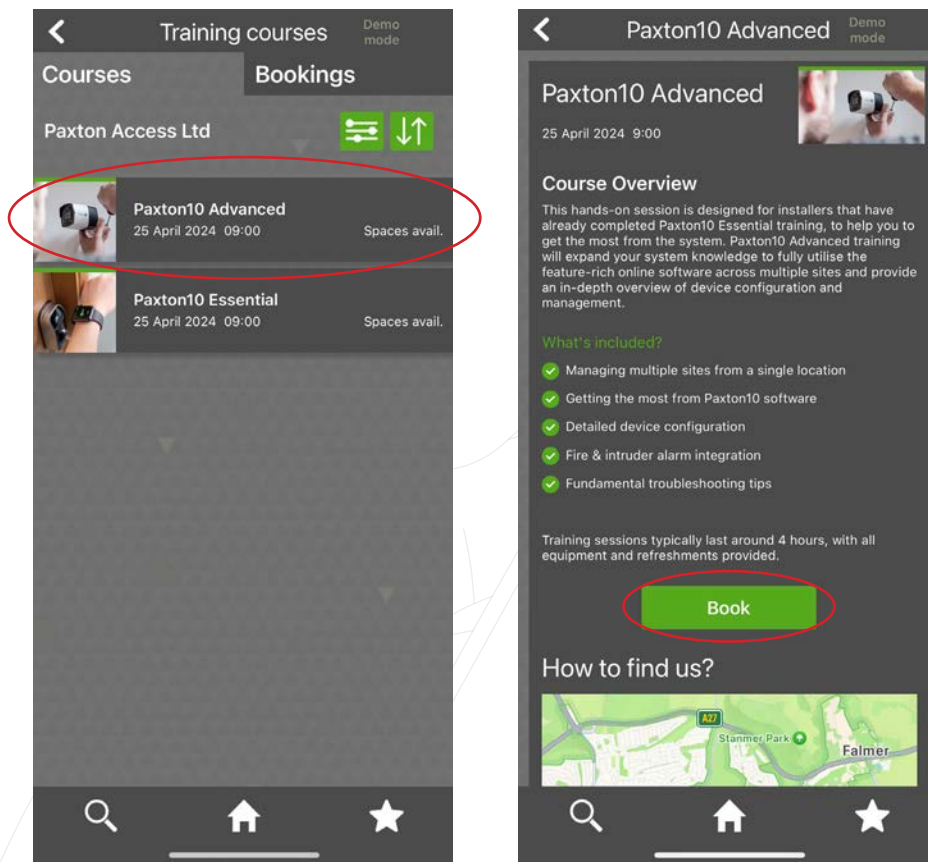 Training courses
Demo
mode
Courses
Bookings
Paxton Access Ltd
Paxton10 Advanced
25 April 2024 09:00
Spaces avail.
Paxton10 Essential
25 April 2024 09:00
Spaces avail.
Paxton10 Advanced
Demo
mode
Paxton10 Advanced
25 April 2024 9:00
Course Overview
This hands-on session is designed for installers that have
already completed Paxton10 Essential training, to help you to
get the most from the system. Paxton10 Advanced training
will expand your system knowledge to fully utilise the
feature-rich online software across multiple sites and provide
an in-depth overview of device configuration and
management.
What's included?
Managing multiple sites from a single location
Getting the most from Paxton10 software
Detailed device configuration
Fire & intruder alarm integration
Fundamental troubleshooting tips
Training sessions typically last around 4 hours, with all
equipment and refreshments provided.
Book
How to find us?
A27
Stanmer Park
Falmer